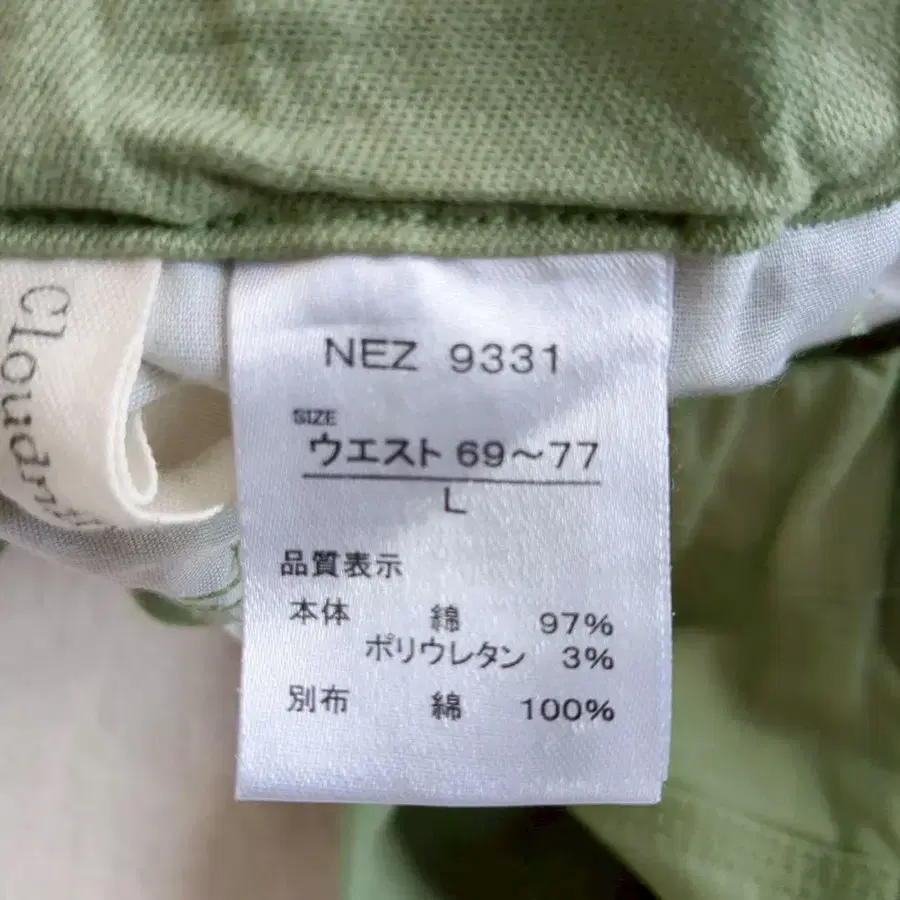 NEZ 9331
SIZE
ウエスト 69〜77
L
品質表示
本体 綿 97%
ポリウレタン 3%
別布 綿 100%